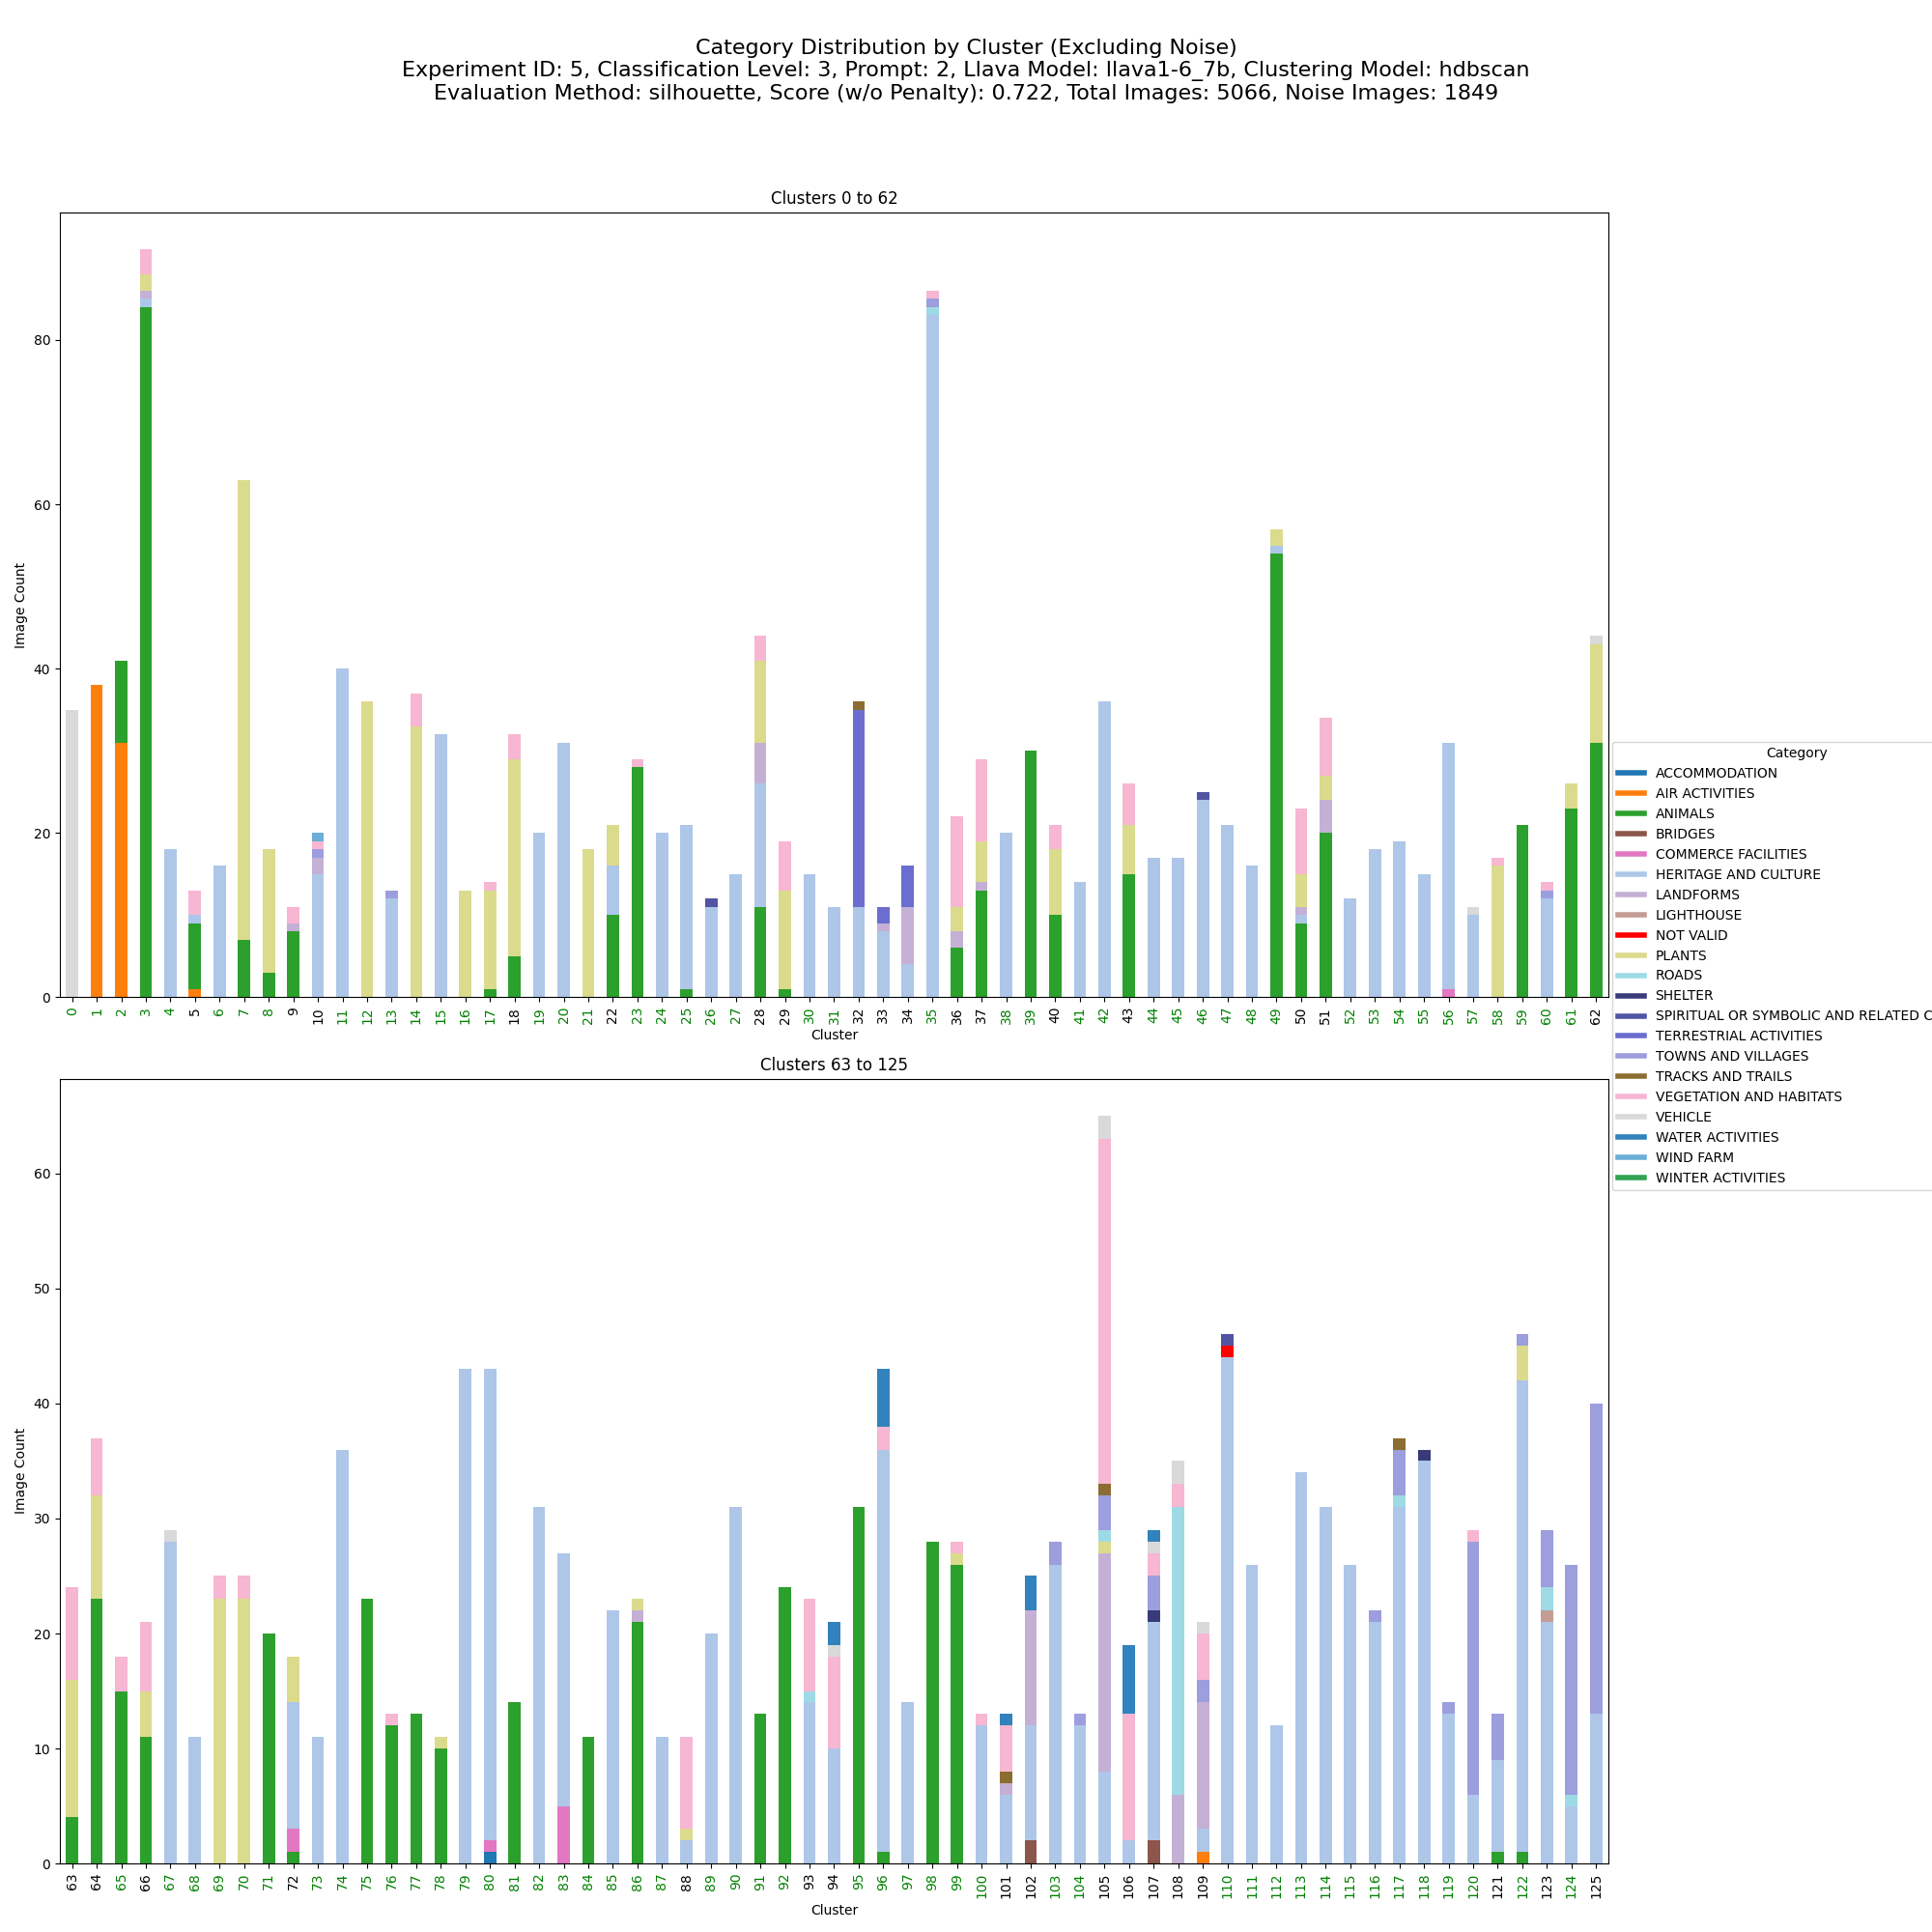 Category Distribution by Cluster (Excluding Noise)
Experiment ID: 5, Classification Level: 3, Prompt: 2, Llava Model: llava1-6_7b, Clustering Model: hdbscan
Evaluation Method: silhouette, Score (w/o Penalty): 0.722, Total Images: 5066, Noise Images: 1849
Clusters 0 to 62
Image Count
80
60
40
20
0
0 1 2 3 4 5 6 7 8 9 10 11 12 13 14 15 16 17 18 19 20 21 22 23 24 25 26 27 28 29 30 31 32 33 34 35 36 37 38 39 40 41 42 43 44 45 46 47 48 49 50 51 52 53 54 55 56 57 58 59 60 61 62
Cluster
Category
ACCOMMODATION
AIR ACTIVITIES
ANIMALS
BRIDGES
COMMERCE FACILITIES
HERITAGE AND CULTURE
LANDFORMS
LIGHTHOUSE
NOT VALID
PLANTS
ROADS
SHELTER
SPIRITUAL OR SYMBOLIC AND RELATED C
TERRESTRIAL ACTIVITIES
TOWNS AND VILLAGES
TRACKS AND TRAILS
VEGETATION AND HABITATS
VEHICLE
WATER ACTIVITIES
WIND FARM
WINTER ACTIVITIES
Clusters 63 to 125
Image Count
60
50
40
30
20
10
0
63 64 65 66 67 68 69 70 71 72 73 74 75 76 77 78 79 80 81 82 83 84 85 86 87 88 89 90 91 92 93 94 95 96 97 98 99 100 101 102 103 104 105 106 107 108 109 110 111 112 113 114 115 116 117 118 119 120 121 122 123 124 125
Cluster